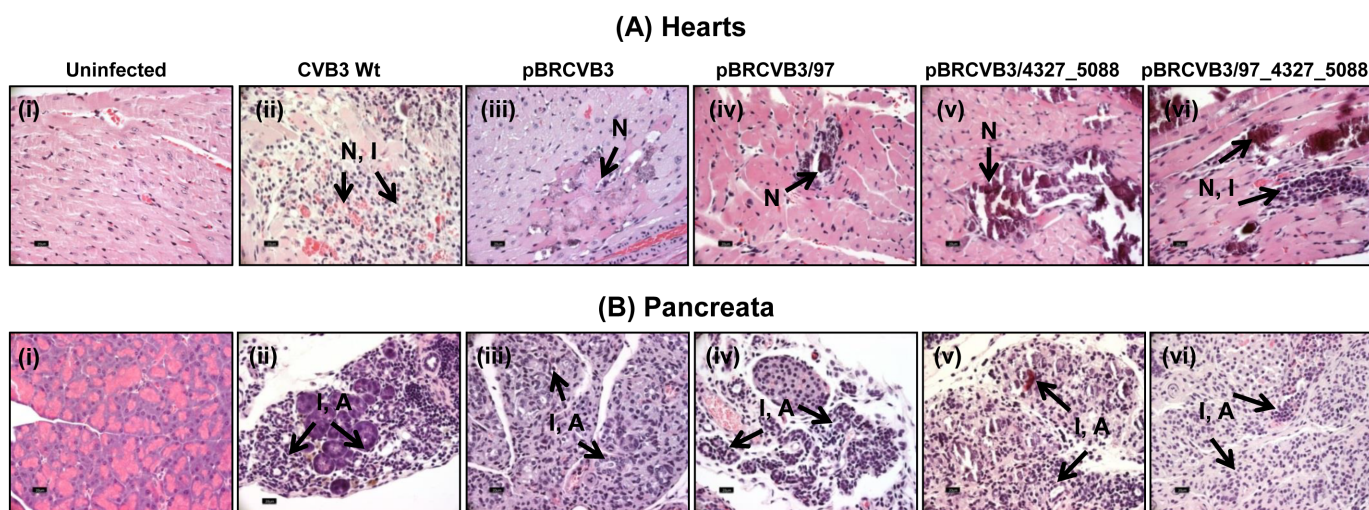 (A) Hearts
Uninfected CVB3 Wt pBRCVB3 pBRCVB3/97 pBRCVB3/4327_5088 pBRCVB3/97_4327_5088
(i) (ii) (iii) (iv) (v) (vi)
N, I N N N N, I
(B) Pancreata
(i) (ii) (iii) (iv) (v) (vi)
I, A I, A I, A I, A I, A